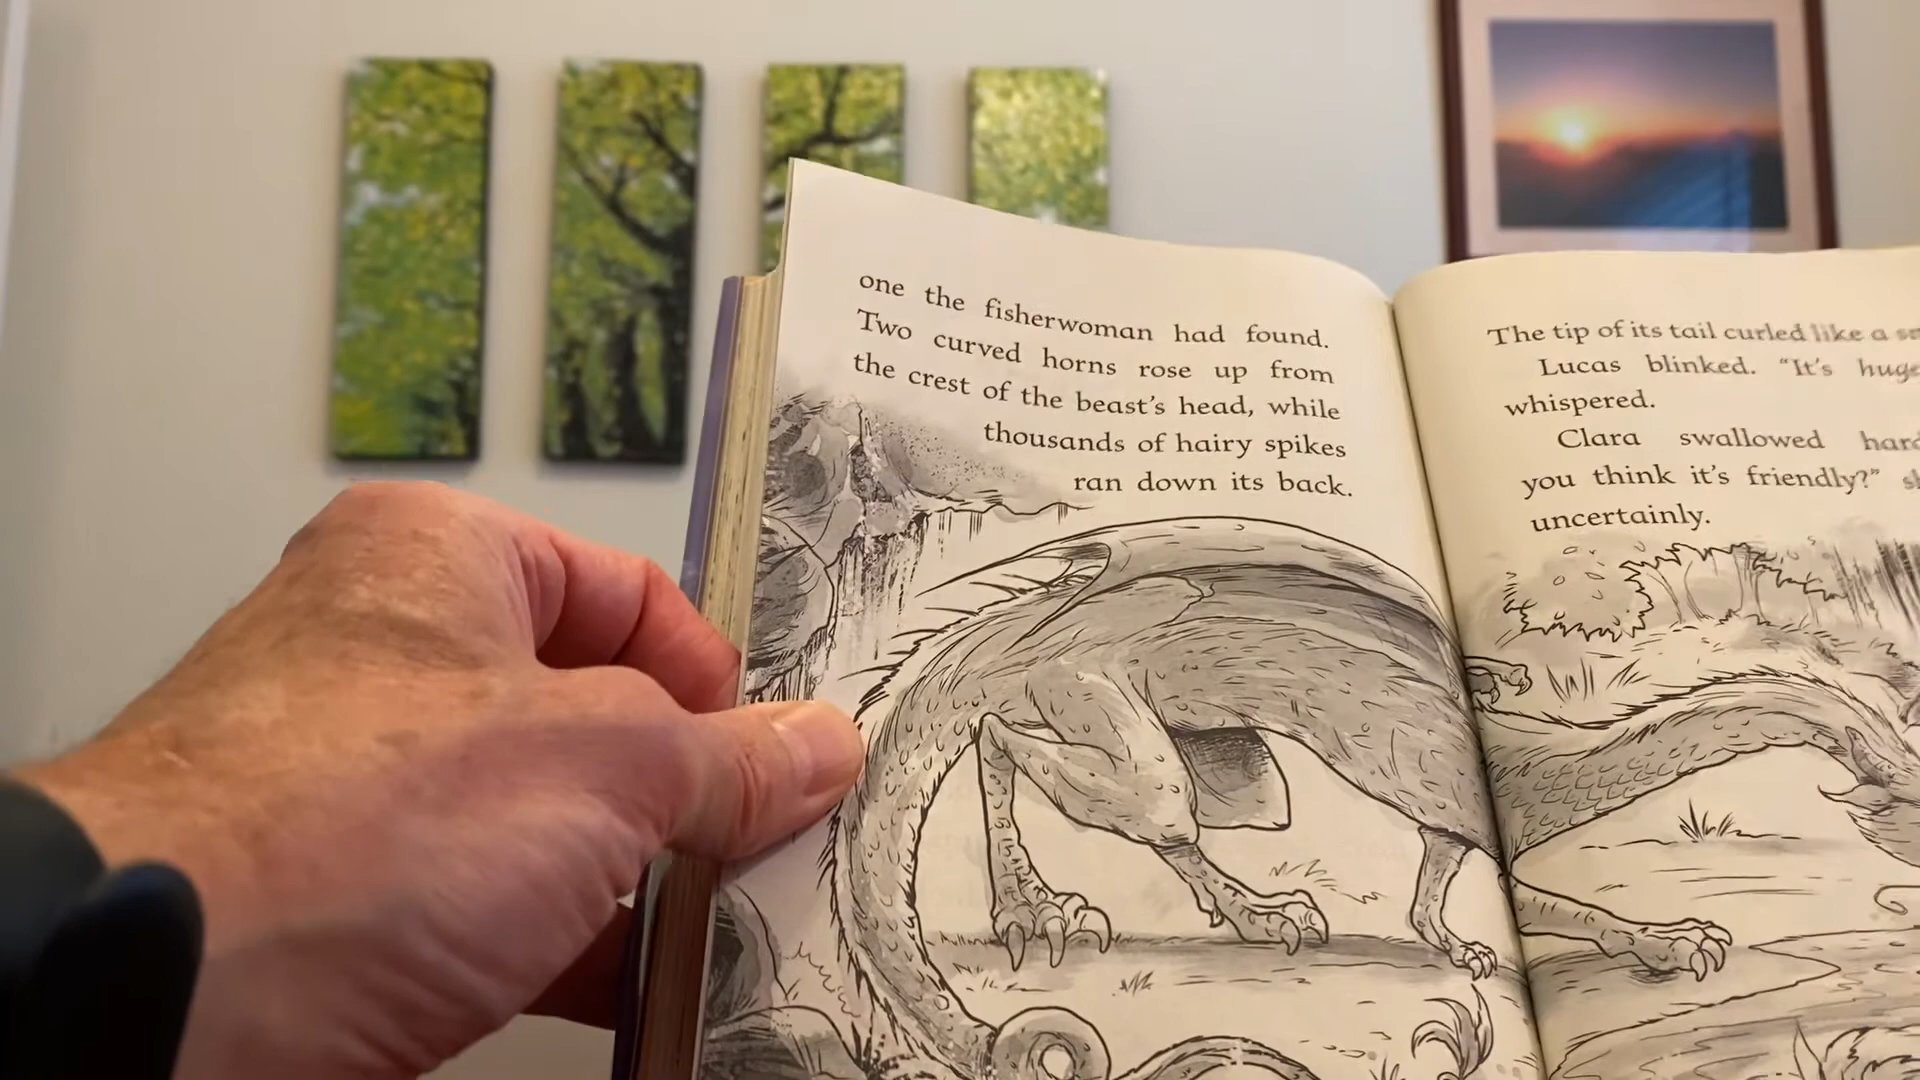 one the fisherwoman had found.
Two curved horns rose up from
the crest of the beast's head, while
thousands of hairy spikes
ran down its back.
The tip of its tail curled like a
Lucas blinked. "It's
whispered.
Clara swallowed
you think it's friendly?"
uncertainly.